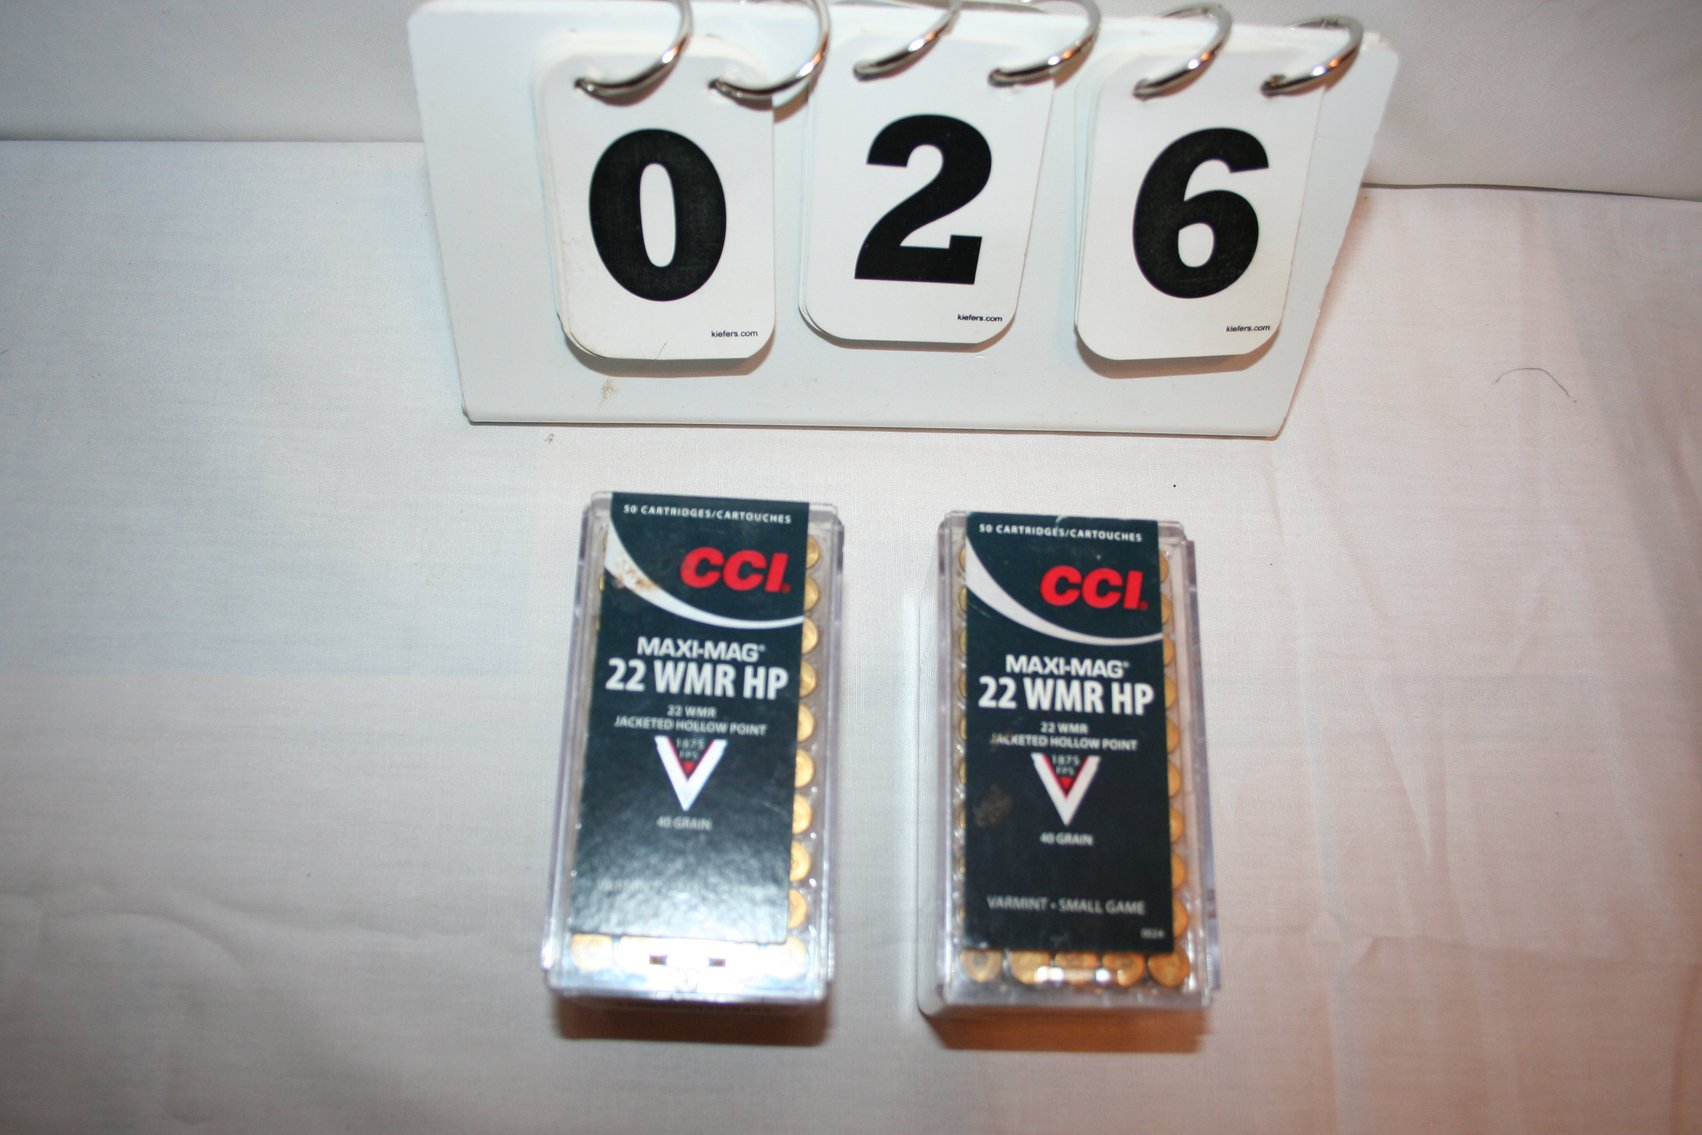 0 2 6
kiefers.com kiefers.com kiefers.com
50 CARTRIDGES/CARTOUCHES
CCI
MAXI-MAG®
22 WMR HP
22 WMR
JACKETED HOLLOW POINT
1875
FPS
40 GRAIN
50 CARTRIDGES/CARTOUCHES
CCI
MAXI-MAG®
22 WMR HP
22 WMR
JACKETED HOLLOW POINT
1875
FPS
40 GRAIN
VARMINT • SMALL GAME
0024